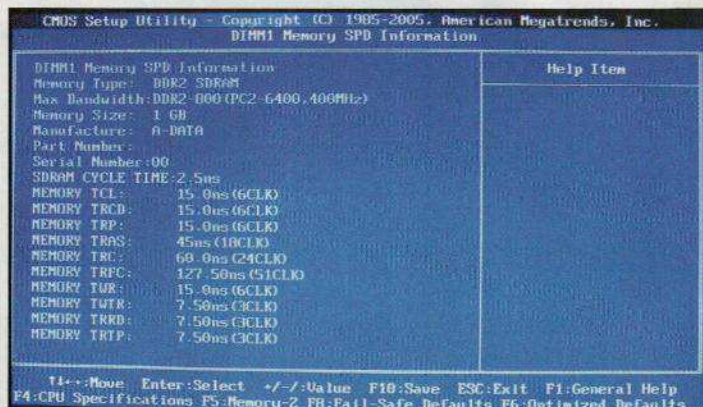 CMOS Setup Utility - Copyright (C) 1985-2005, American Megatrends, Inc.
DIMM1 Memory SPD Information
DIMM1 Memory SPD Information
Memory Type: DDR2 SDRAM
Max Bandwidth:DDR2-800(PC2-6400,400MHz)
Memory Size: 1 GB
Manufacture: A-DATA
Part Number:
Serial Number:00
SDRAM CYCLE TIME:2.5ns
MEMORY TCL: 15.0ns(6CLK)
MEMORY TRCD: 15.0ns(6CLK)
MEMORY TRP: 15.0ns(6CLK)
MEMORY TRAS: 45ns(18CLK)
MEMORY TRC: 60.0ns(24CLK)
MEMORY TRFC: 127.50ns(51CLK)
MEMORY TWR: 15.0ns(6CLK)
MEMORY TWTR: 7.50ns(3CLK)
MEMORY TRRD: 7.50ns(3CLK)
MEMORY TRTP: 7.50ns(3CLK)
Help Item
↑↓←→:Move Enter:Select +/-/:Value F10:Save ESC:Exit F1:General Help
F4:CPU Specifications F5:Memory-Z F8:Fail-Safe Defaults F6:Optimized Defaults